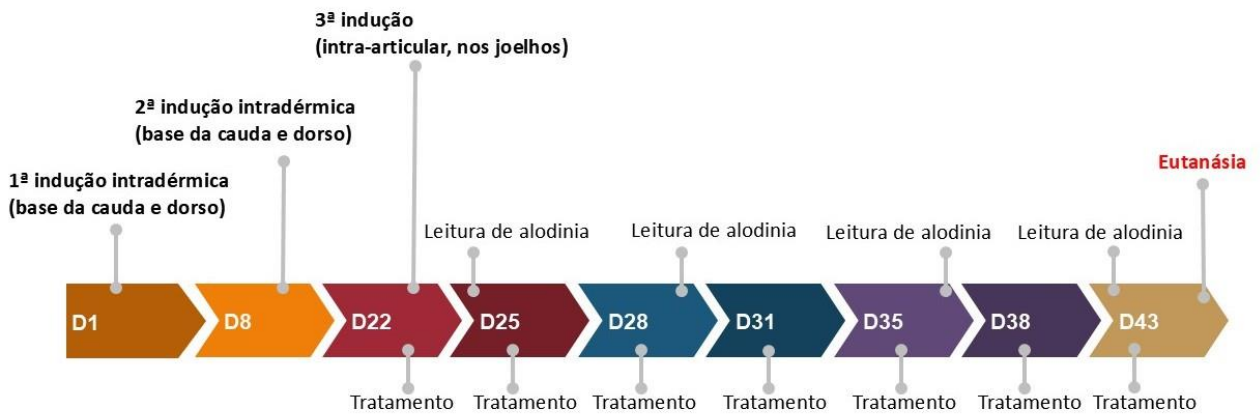 3ª indução
(intra-articular, nos joelhos)
2ª indução intradérmica
(base da cauda e dorso)
1ª indução intradérmica
(base da cauda e dorso)
Eutanásia
Leitura de alodinia
Leitura de alodinia
Leitura de alodinia
Leitura de alodinia
D1
D8
D22
D25
D28
D31
D35
D38
D43
Tratamento
Tratamento
Tratamento
Tratamento
Tratamento
Tratamento
Tratamento